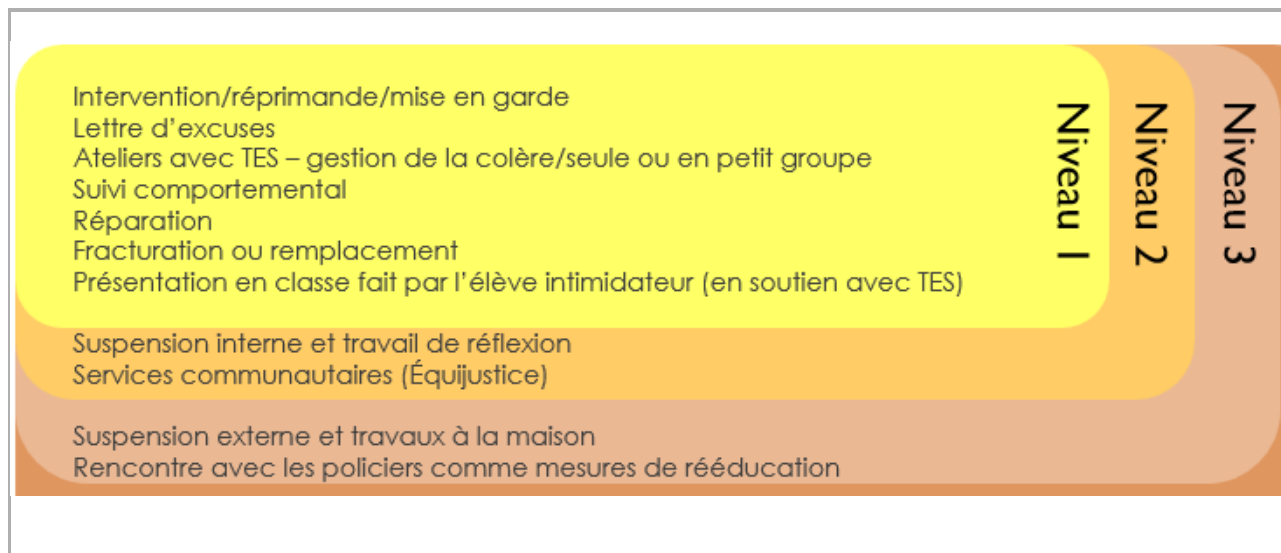 Intervention/réprimande/mise en garde
Lettre d’excuses
Ateliers avec TES – gestion de la colère/seule ou en petit groupe
Suivi comportemental
Réparation
Fracturation ou remplacement
Présentation en classe fait par l’élève intimidateur (en soutien avec TES)
Niveau 1
Suspension interne et travail de réflexion
Services communautaires (Équijustice)
Niveau 2
Suspension externe et travaux à la maison
Rencontre avec les policiers comme mesures de rééducation
Niveau 3